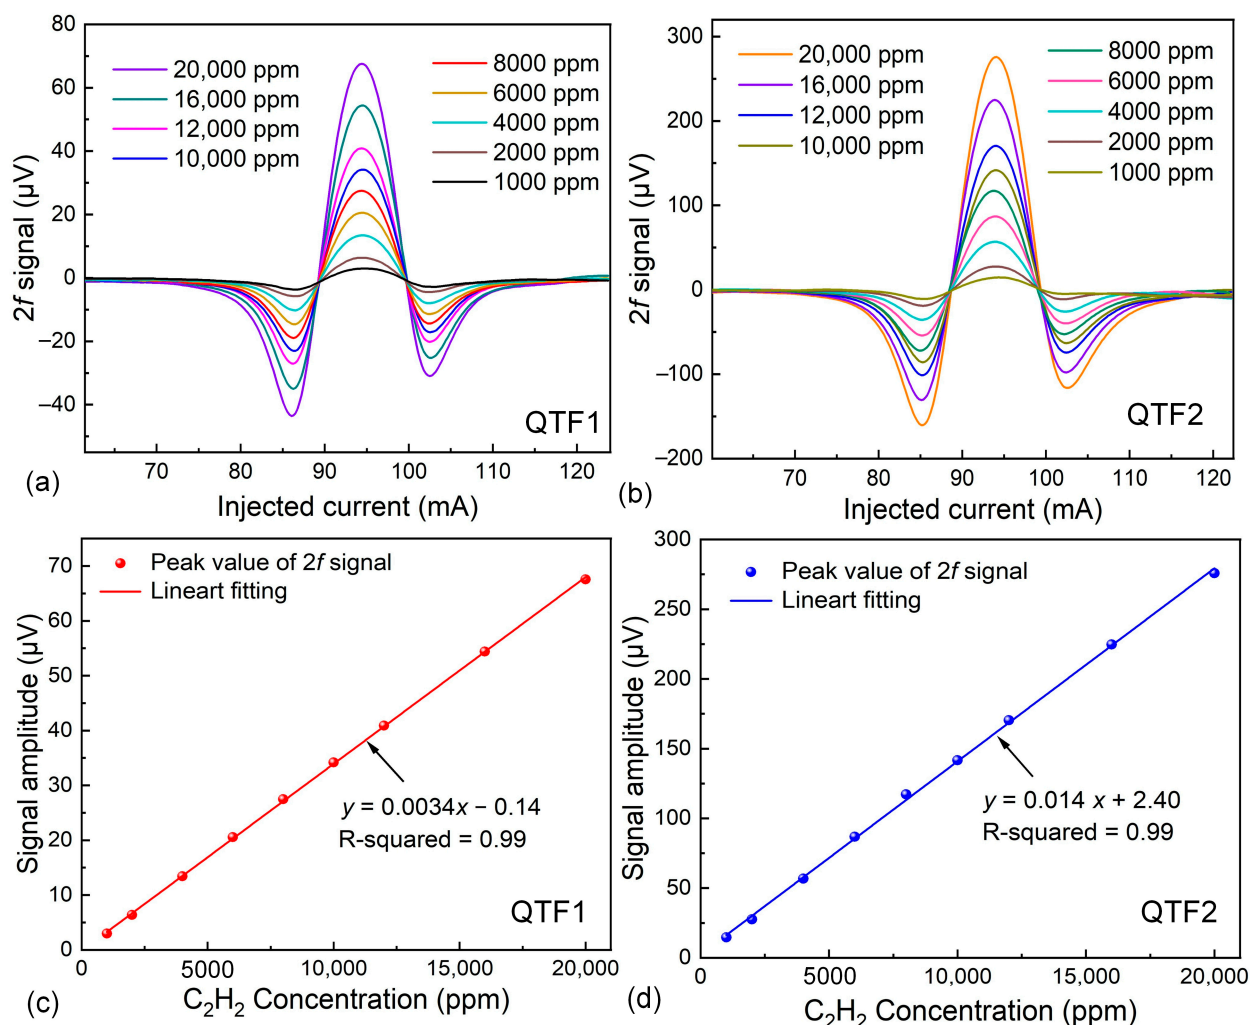 80
60
40
20
0
–20
–40
2f signal (µV)
20,000 ppm
16,000 ppm
12,000 ppm
10,000 ppm
8000 ppm
6000 ppm
4000 ppm
2000 ppm
1000 ppm
QTF1
70 80 90 100 110 120
(a)
Injected current (mA)
300
200
100
0
–100
–200
2f signal (µV)
20,000 ppm
16,000 ppm
12,000 ppm
10,000 ppm
8000 ppm
6000 ppm
4000 ppm
2000 ppm
1000 ppm
QTF2
70 80 90 100 110 120
(b)
Injected current (mA)
70
60
50
40
30
20
10
0
Signal amplitude (µV)
Peak value of 2f signal
Lineart fitting
y = 0.0034x − 0.14
R-squared = 0.99
QTF1
0 5000 10,000 15,000 20,000
(c)
C₂H₂ Concentration (ppm)
300
250
200
150
100
50
0
Signal amplitude (µV)
Peak value of 2f signal
Lineart fitting
y = 0.014 x + 2.40
R-squared = 0.99
QTF2
0 5000 10,000 15,000 20,000
(d)
C₂H₂ Concentration (ppm)